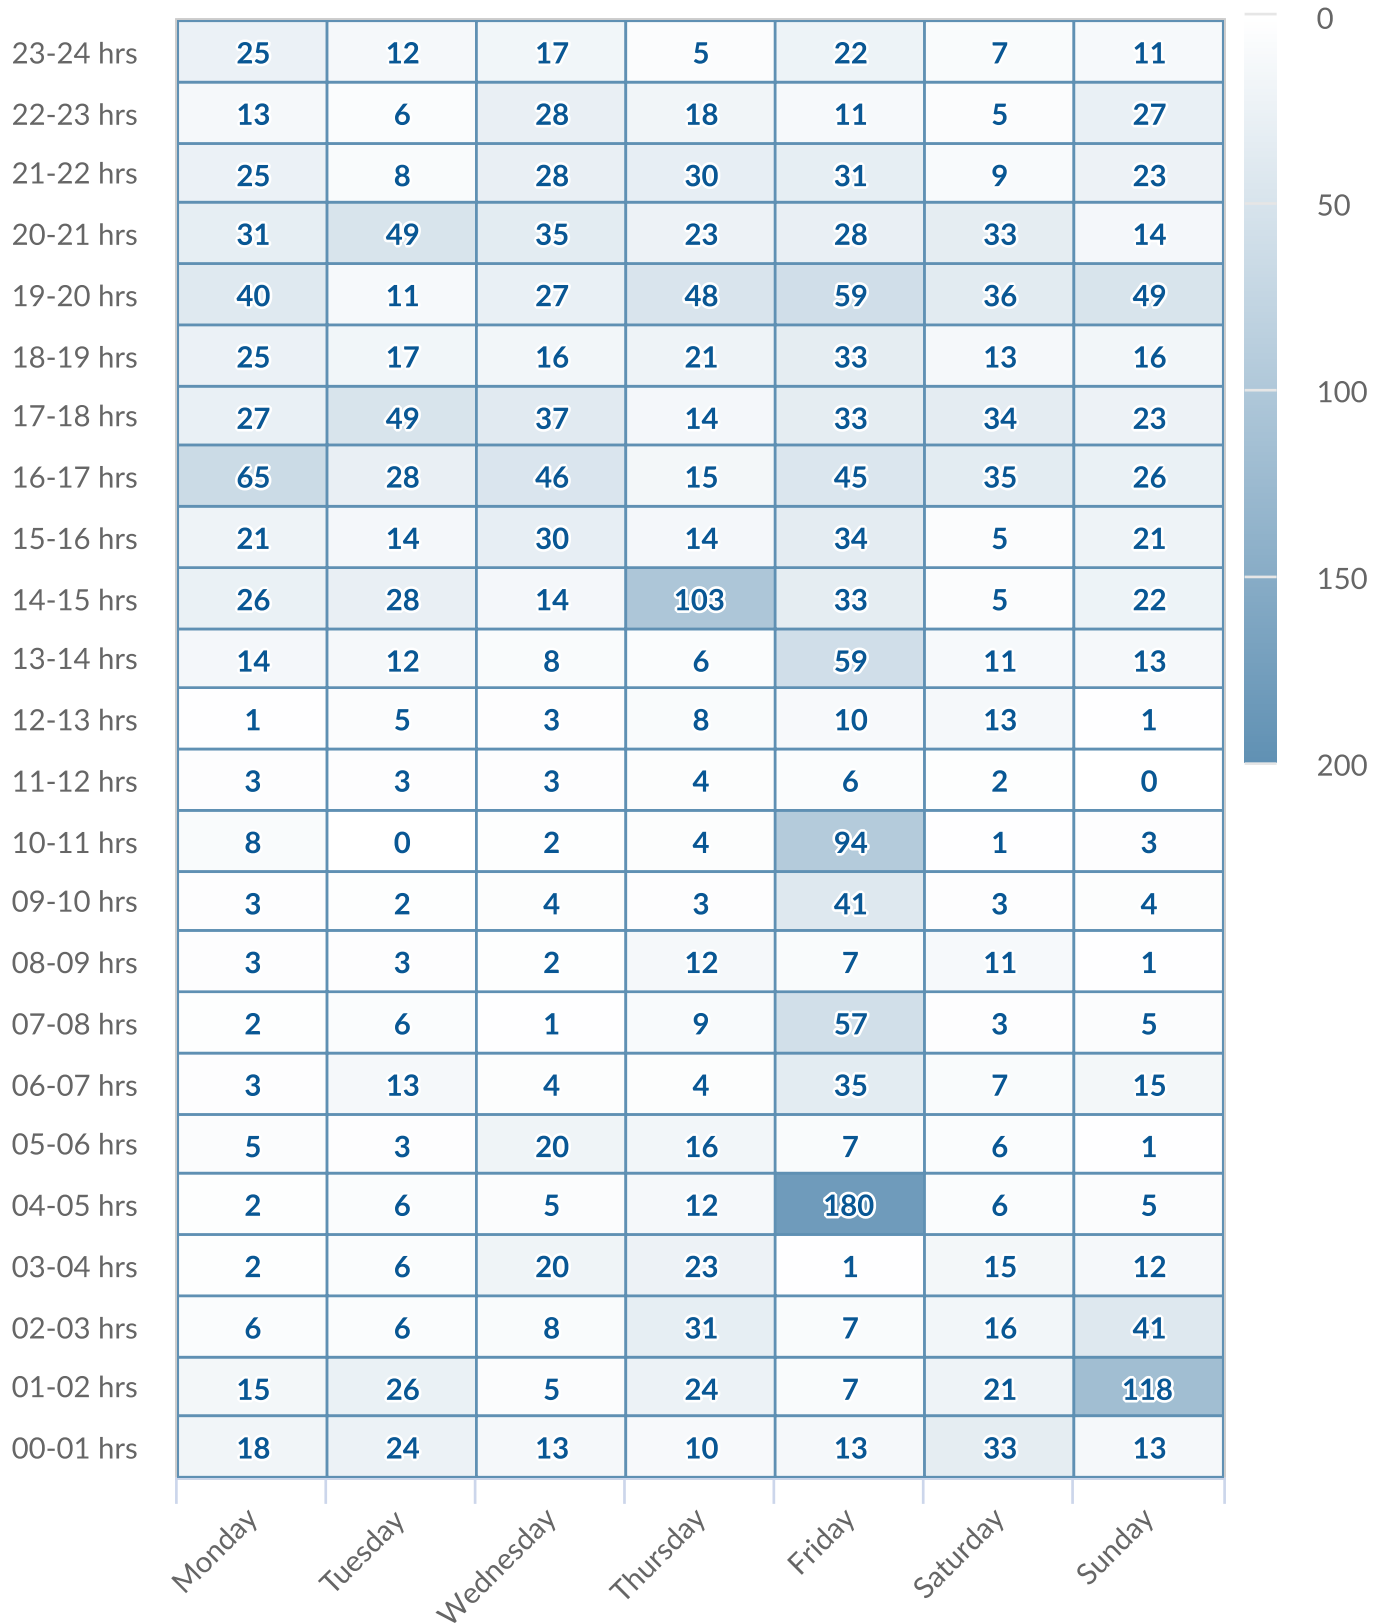 0
23-24 hrs 25 12 17 5 22 7 11
22-23 hrs 13 6 28 18 11 5 27
21-22 hrs 25 8 28 30 31 9 23
50
20-21 hrs 31 49 35 23 28 33 14
19-20 hrs 40 11 27 48 59 36 49
18-19 hrs 25 17 16 21 33 13 16
100
17-18 hrs 27 49 37 14 33 34 23
16-17 hrs 65 28 46 15 45 35 26
15-16 hrs 21 14 30 14 34 5 21
150
14-15 hrs 26 28 14 103 33 5 22
13-14 hrs 14 12 8 6 59 11 13
12-13 hrs 1 5 3 8 10 13 1
200
11-12 hrs 3 3 3 4 6 2 0
10-11 hrs 8 0 2 4 94 1 3
09-10 hrs 3 2 4 3 41 3 4
08-09 hrs 3 3 2 12 7 11 1
07-08 hrs 2 6 1 9 57 3 5
06-07 hrs 3 13 4 4 35 7 15
05-06 hrs 5 3 20 16 7 6 1
04-05 hrs 2 6 5 12 180 6 5
03-04 hrs 2 6 20 23 1 15 12
02-03 hrs 6 6 8 31 7 16 41
01-02 hrs 15 26 5 24 7 21 118
00-01 hrs 18 24 13 10 13 33 13
Monday Tuesday Wednesday Thursday Friday Saturday Sunday